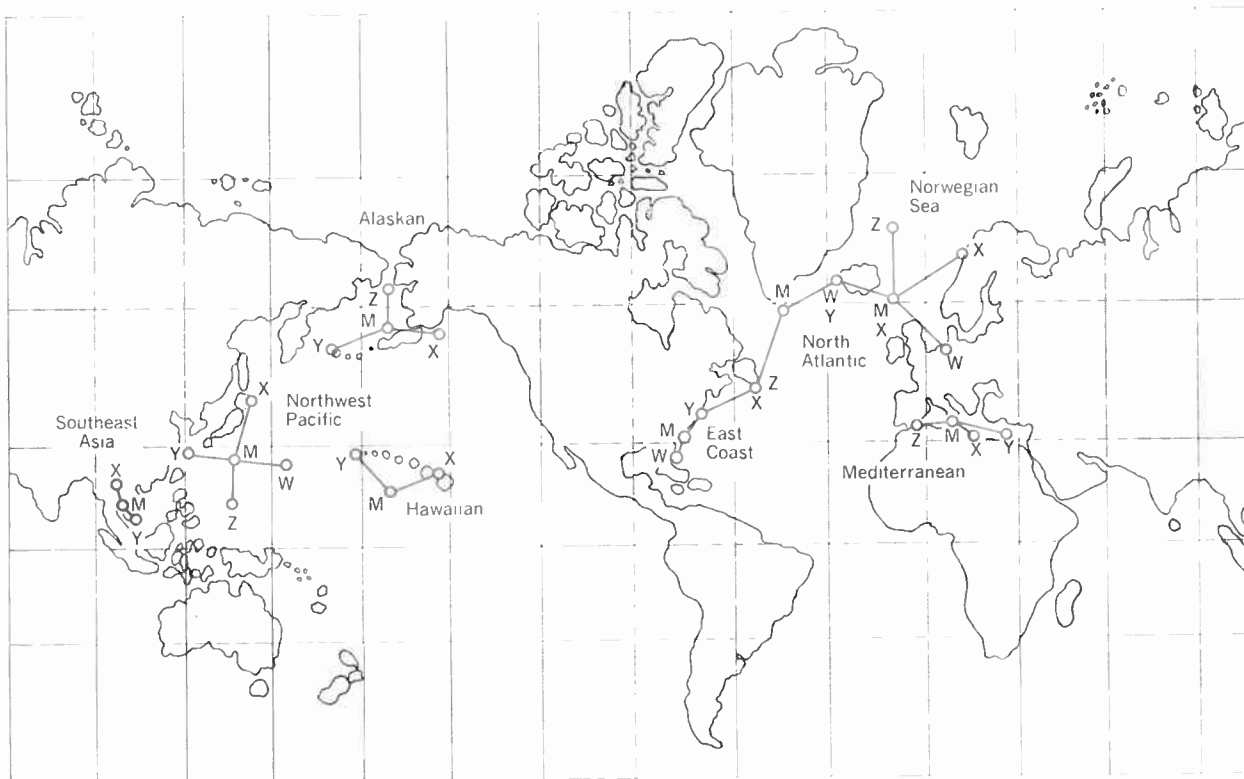 Norwegian
Sea
Z
X
M
X
W
W
Y
M
North
Atlantic
Z
X
Y
M
W
East
Coast
Z
M
X
Y
Mediterranean
Alaskan
Z
M
Y
X
Northwest
Pacific
X
Y
M
W
Z
Southeast
Asia
X
M
Y
Y
X
M
Hawaiian